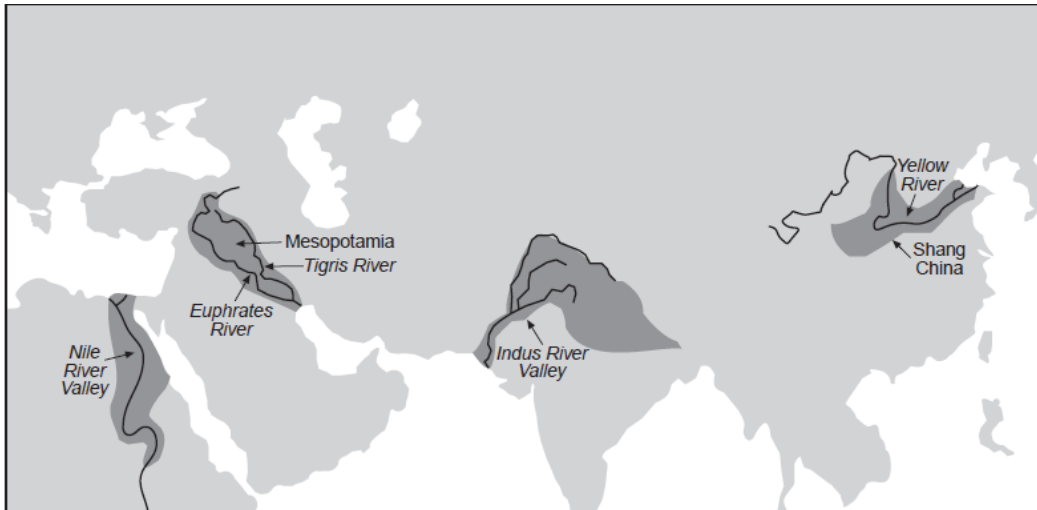 Yellow
River
Mesopotamia
Shang
China
Tigris River
Euphrates
River
Nile
River
Valley
Indus River
Valley